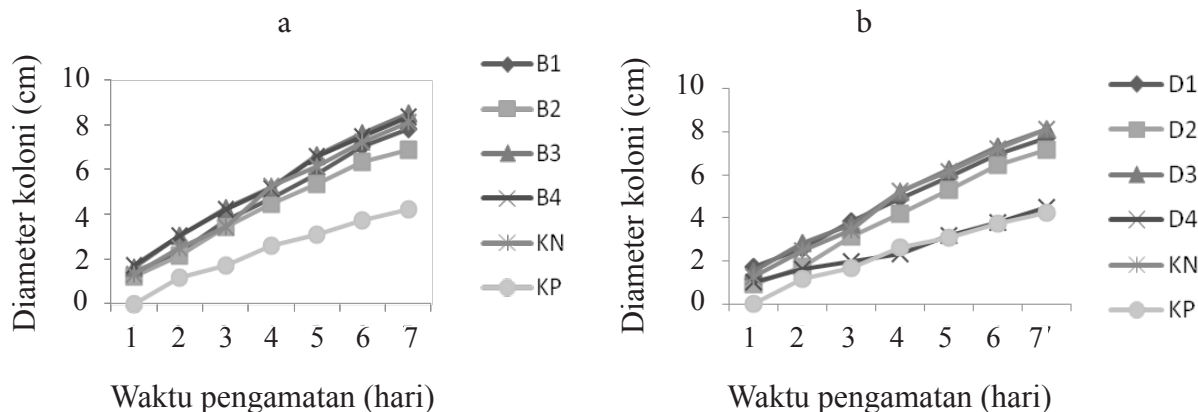 a
Diameter koloni (cm)
10
8
6
4
2
0
1 2 3 4 5 6 7
Waktu pengamatan (hari)
B1
B2
B3
B4
KN
KP
b
Diameter koloni (cm)
10
8
6
4
2
0
1 2 3 4 5 6 7'
Waktu pengamatan (hari)
D1
D2
D3
D4
KN
KP